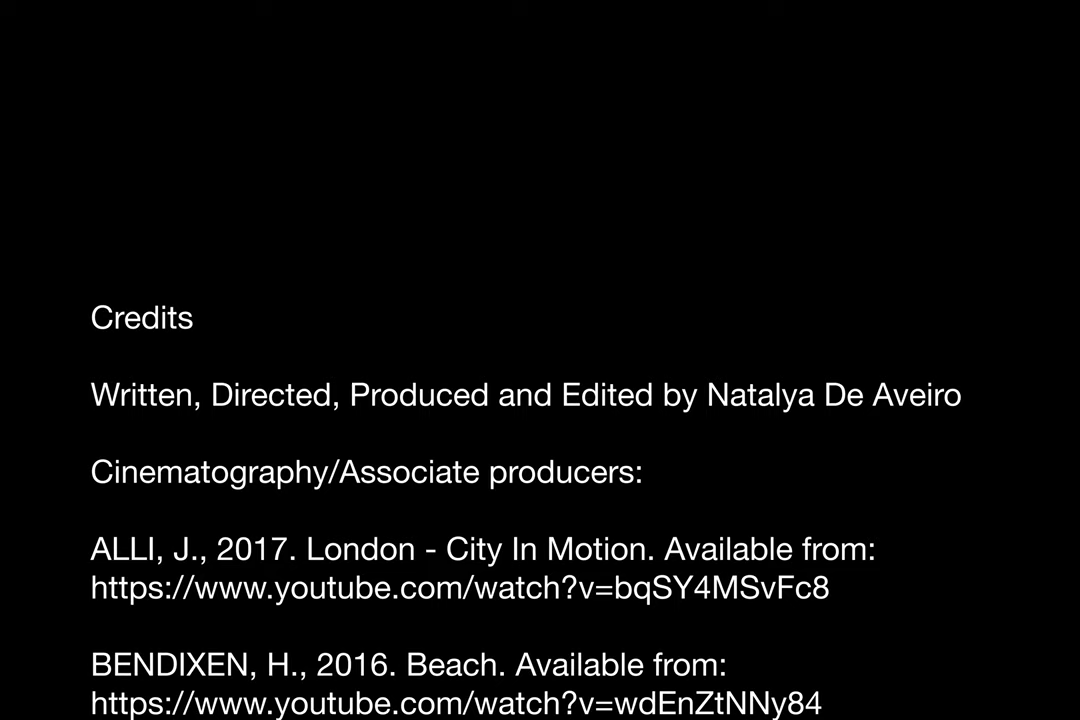 Credits
Written, Directed, Produced and Edited by Natalya De Aveiro
Cinematography/Associate producers:
ALLI, J., 2017. London - City In Motion. Available from:
https://www.youtube.com/watch?v=bqSY4MSvFc8
BENDIXEN, H., 2016. Beach. Available from:
https://www.youtube.com/watch?v=wdEnZtNNy84